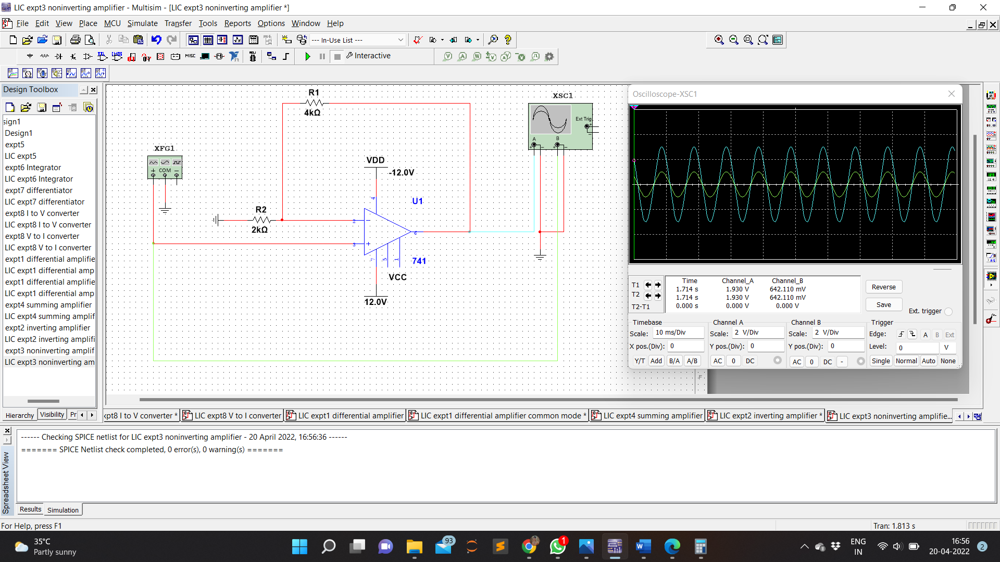 LIC expt3 noninverting amplifier - Multisim - [LIC expt3 noninverting amplifier *]
File Edit View Place MCU Simulate Transfer Tools Reports Options Window Help
--- In-Use List ---
MISC
Interactive
Design Toolbox
sign1
Design1
expt5
LIC expt5
expt6 Integrator
LIC expt6 Integrator
expt7 differentiator
LIC expt7 differentiator
expt8 I to V converter
LIC expt8 I to V converter
expt8 V to I converter
LIC expt8 V to I converter
expt1 differential amplifie
LIC expt1 differential amp
expt1 differential amplifie
LIC expt1 differential amp
expt4 summing amplifier
LIC expt4 summing amplif
expt2 inverting amplifier
LIC expt2 inverting amplifi
expt3 noninverting amplif
LIC expt3 noninverting am
Hierarchy Visibility Pr
R1
4kΩ
XFG1
COM
R2
2kΩ
VDD
-12.0V
U1
4
2
3
6
7 5 1
741
VCC
12.0V
XSC1
Ext Trig
A B
F
Oscilloscope-XSC1
Time Channel_A Channel_B
T1 1.714 s 1.930 V 642.110 mV
T2 1.714 s 1.930 V 642.110 mV
T2-T1 0.000 s 0.000 V 0.000 V
Reverse
Save
Ext. trigger
Timebase Channel A Channel B Trigger
Scale: 10 ms/Div Scale: 2 V/Div Scale: 2 V/Div Edge: A B Ext
X pos.(Div): 0 Y pos.(Div): 0 Y pos.(Div): 0 Level: 0 V
Y/T Add B/A A/B AC 0 DC AC 0 DC - Single Normal Auto None
xpt8 I to V converter * LIC expt8 V to I converter LIC expt1 differential amplifier LIC expt1 differential amplifier common mode * LIC expt4 summing amplifier LIC expt2 inverting amplifier * LIC expt3 noninverting amplifie...
Spreadsheet View
------ Checking SPICE netlist for LIC expt3 noninverting amplifier - 20 April 2022, 16:56:36 ------
======= SPICE Netlist check completed, 0 error(s), 0 warning(s) =======
Results Simulation
For Help, press F1
Tran: 1.813 s
35°C
Partly sunny
93
1
ENG
IN
16:56
20-04-2022
2